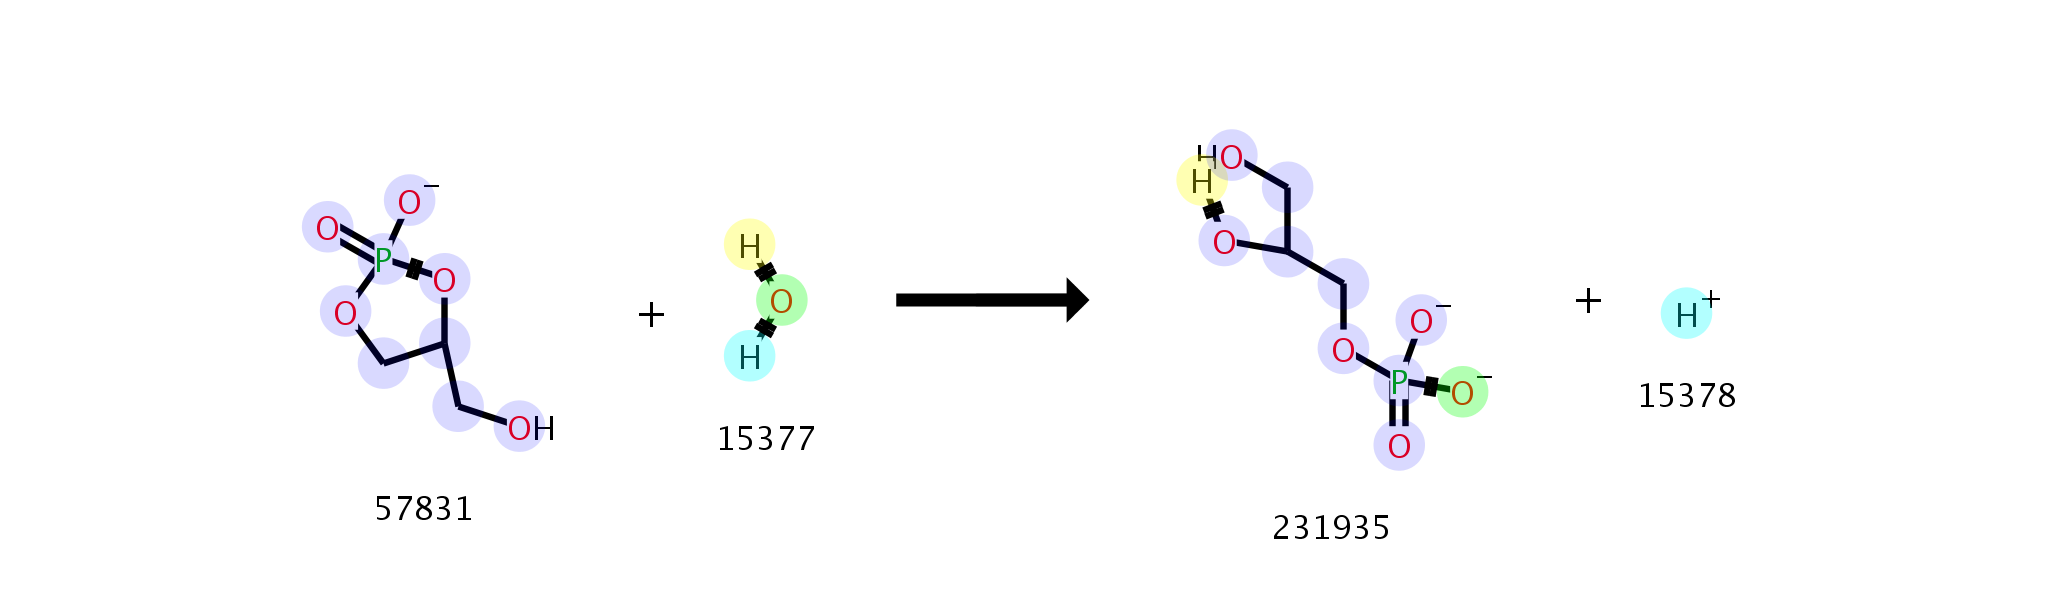 O O⁻
P O
O
OH
57831
+
H
O
H
15377
HO
H
O
O⁻
O P O⁻
O
231935
+
H⁺
15378